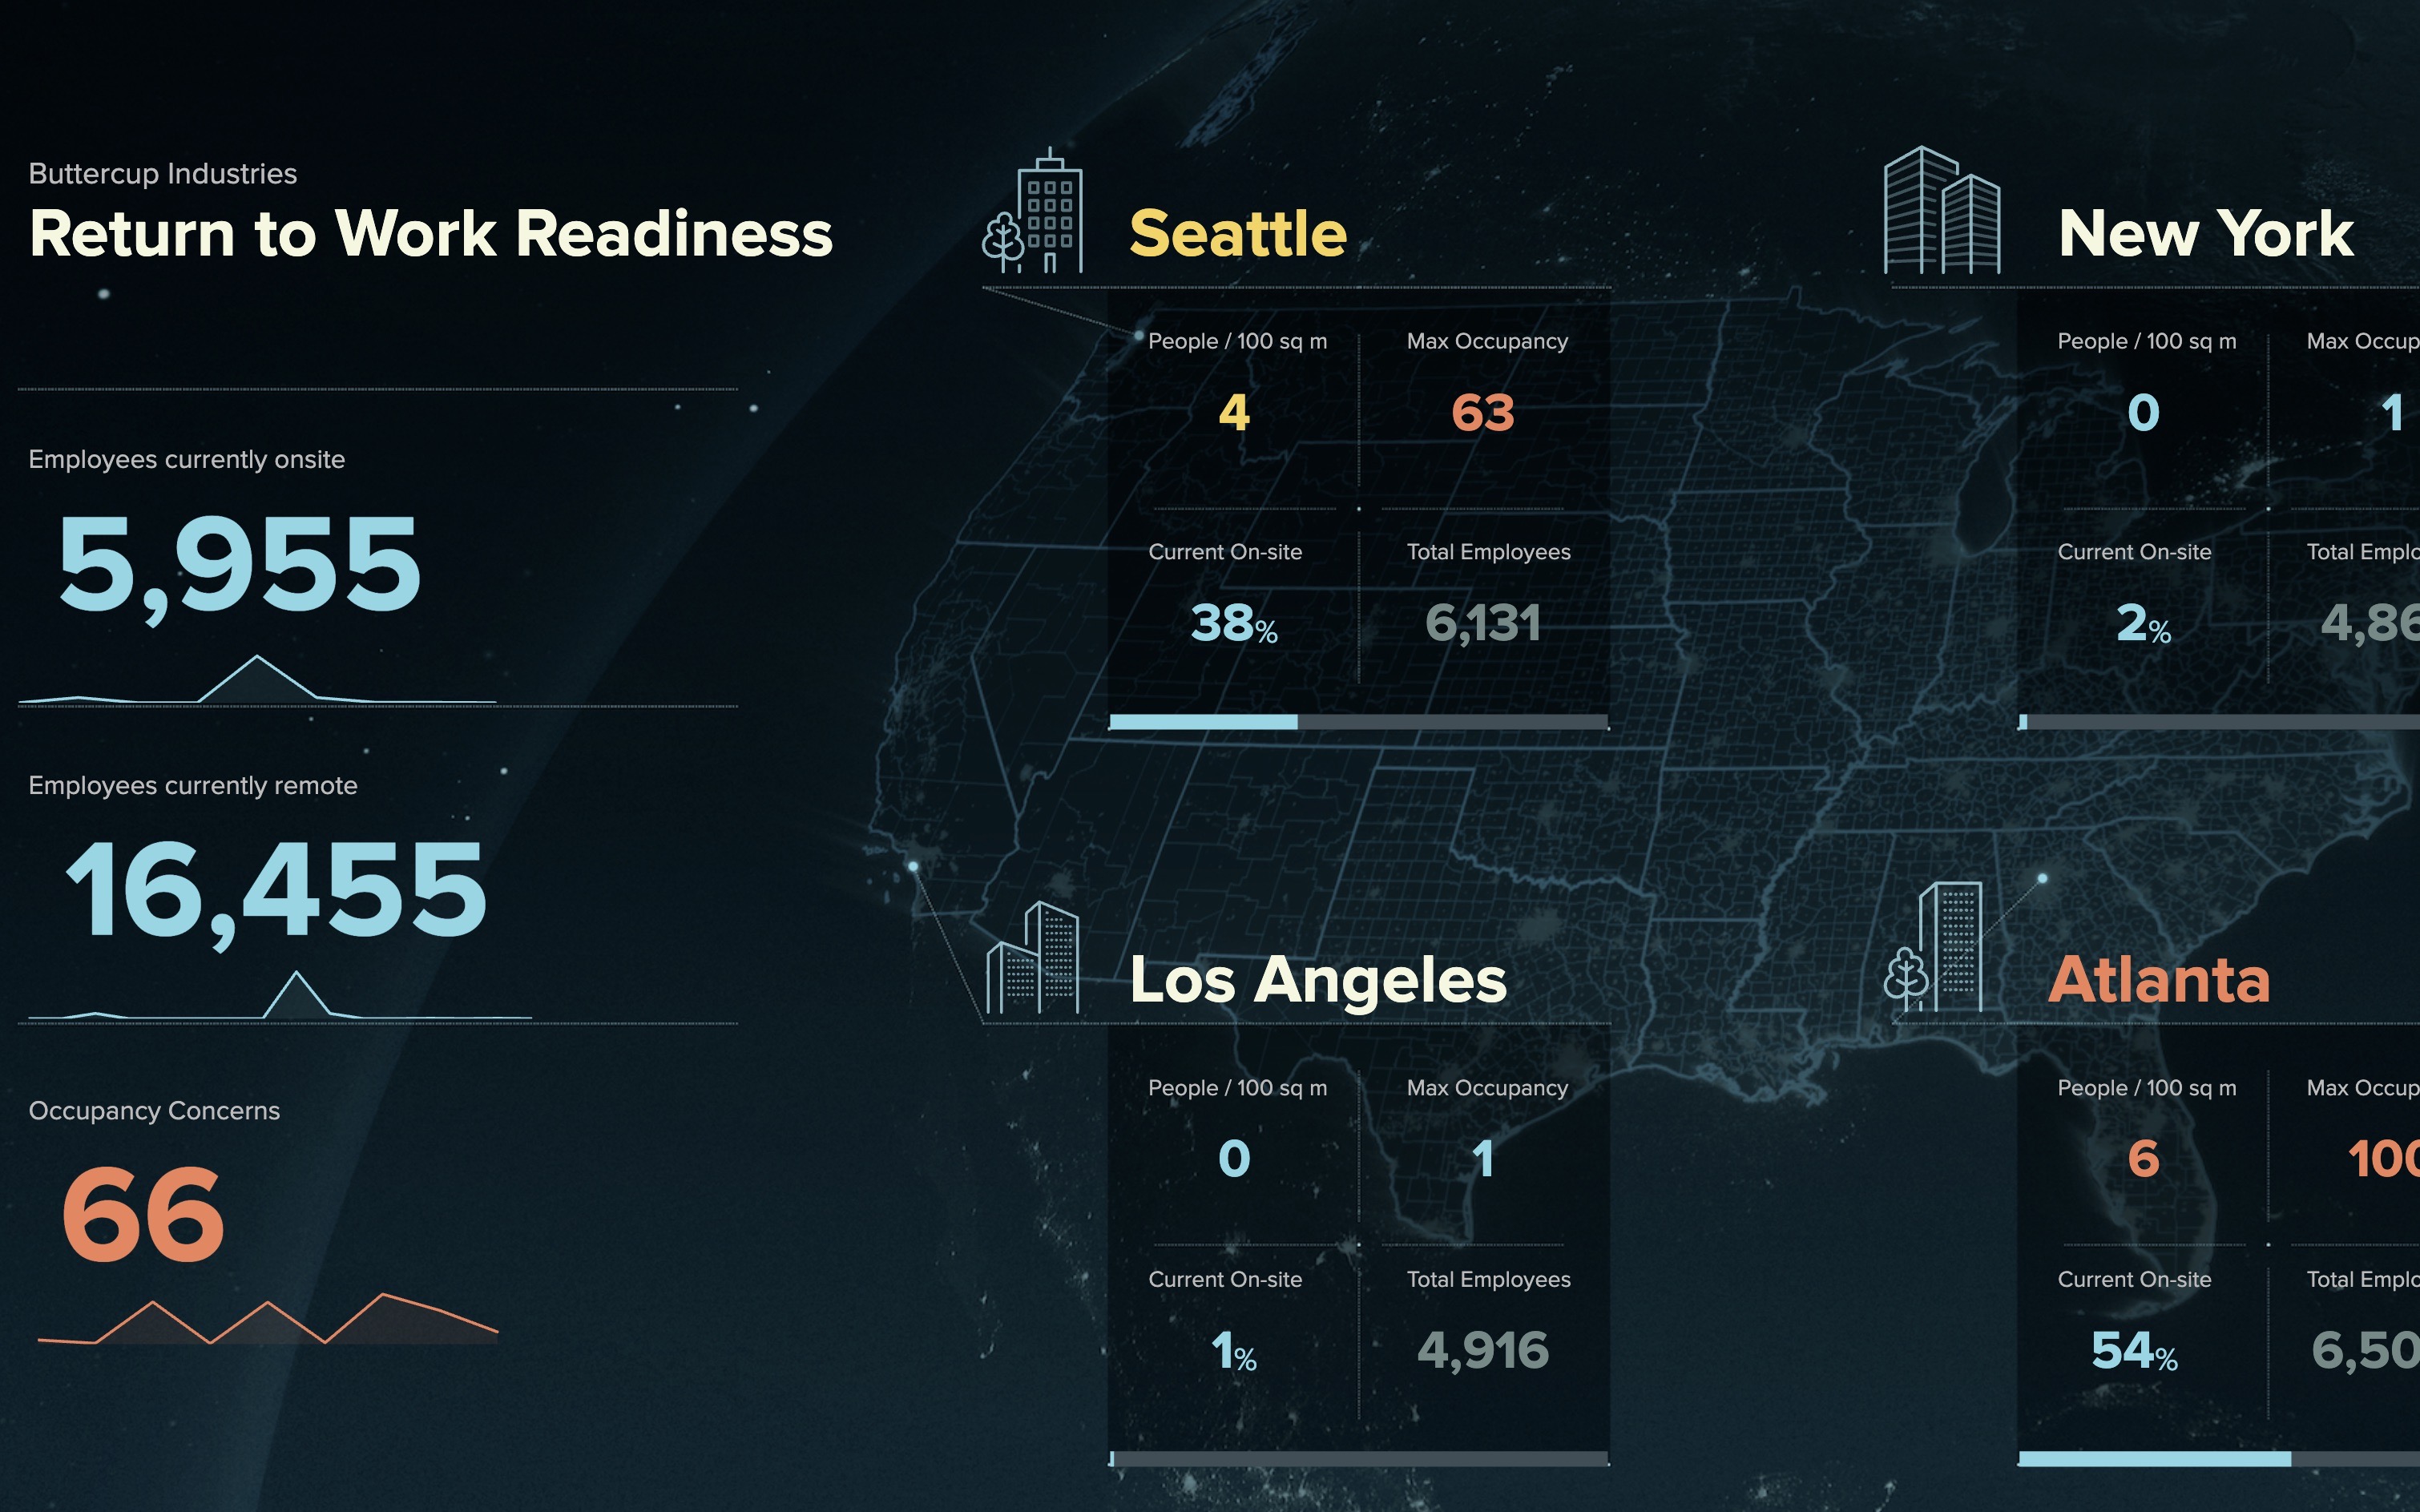 Buttercup Industries
Return to Work Readiness
Employees currently onsite
5,955
Employees currently remote
16,455
Occupancy Concerns
66
Seattle
People / 100 sq m
Max Occupancy
4
63
Current On-site
Total Employees
38%
6,131
New York
People / 100 sq m
Max Occup
0
1
Current On-site
Total Emplo
2%
4,86
Los Angeles
People / 100 sq m
Max Occupancy
0
1
Current On-site
Total Employees
1%
4,916
Atlanta
People / 100 sq m
Max Occup
6
100
Current On-site
Total Emplo
54%
6,50